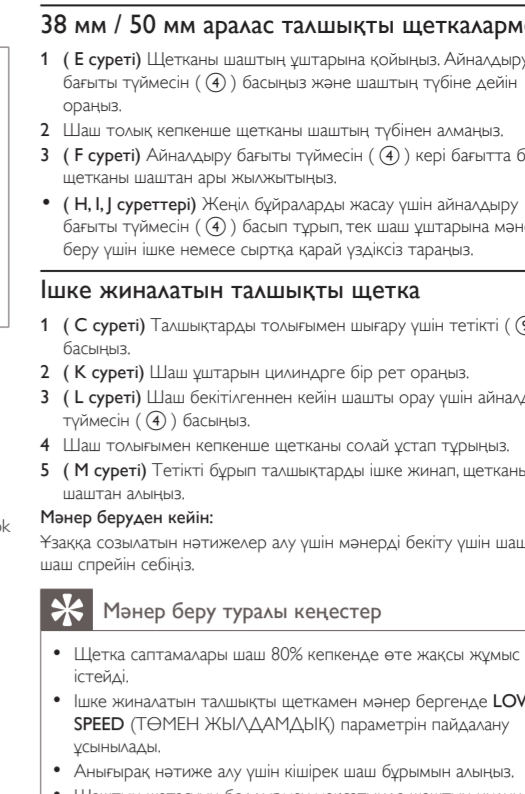 38 мм / 50 мм аралас талшықты
1 ( E суреті) Щетканы шаштың ұштарына қойыңыз. Айналдыру
бағыты түймесін ( ④ ) басыңыз және шаштың түбіне дейін
ораңыз.
2 Шаш толық кепкенше щетканы шаштың түбінен алмаңыз.
3 ( F суреті) Айналдыру бағыты түймесін ( ④ ) кері бағытта
щетканы шаштан ары жылжытыңыз.
• ( H, I, J суреттері) Жеңіл бұйраларды жасау үшін айналдыру
бағыты түймесін ( ④ ) басып тұрып, тек шаш ұштарына
беру үшін ішке немесе сыртқа қарай үздіксіз тараңыз.
Ішке жиналатын талшықты щетка
1 ( C суреті) Талшықтарды толығымен шығару үшін тетікті (
басыңыз.
2 ( K суреті) Шаш ұштарын цилиндрге бір рет ораңыз.
3 ( L суреті) Шаш бекітілгеннен кейін шашты орау үшін
түймесін ( ④ ) басыңыз.
4 Шаш толығымен кепкенше щетканы солай ұстап тұрыңыз.
5 ( M суреті) Тетікті бұрып талшықтарды ішке жинап, щетканы
шаштан алыңыз.
Мәнер беруден кейін:
Ұзаққа созылатын нәтижелер алу үшін мәнерді бекіту үшін
шаш спрейін себіңіз.
Мәнер беру туралы кеңестер
• Щетка саптамалары шаш 80% кепкенде өте жақсы жұмыс
істейді.
• Ішке жиналатын талшықты щеткамен мәнер бергенде LOW
SPEED (ТӨМЕН ЖЫЛДАМДЫҚ) параметрін пайдалану
ұсынылады.
• Анығырақ нәтиже алу үшін кішірек шаш бұрымын алыңыз.